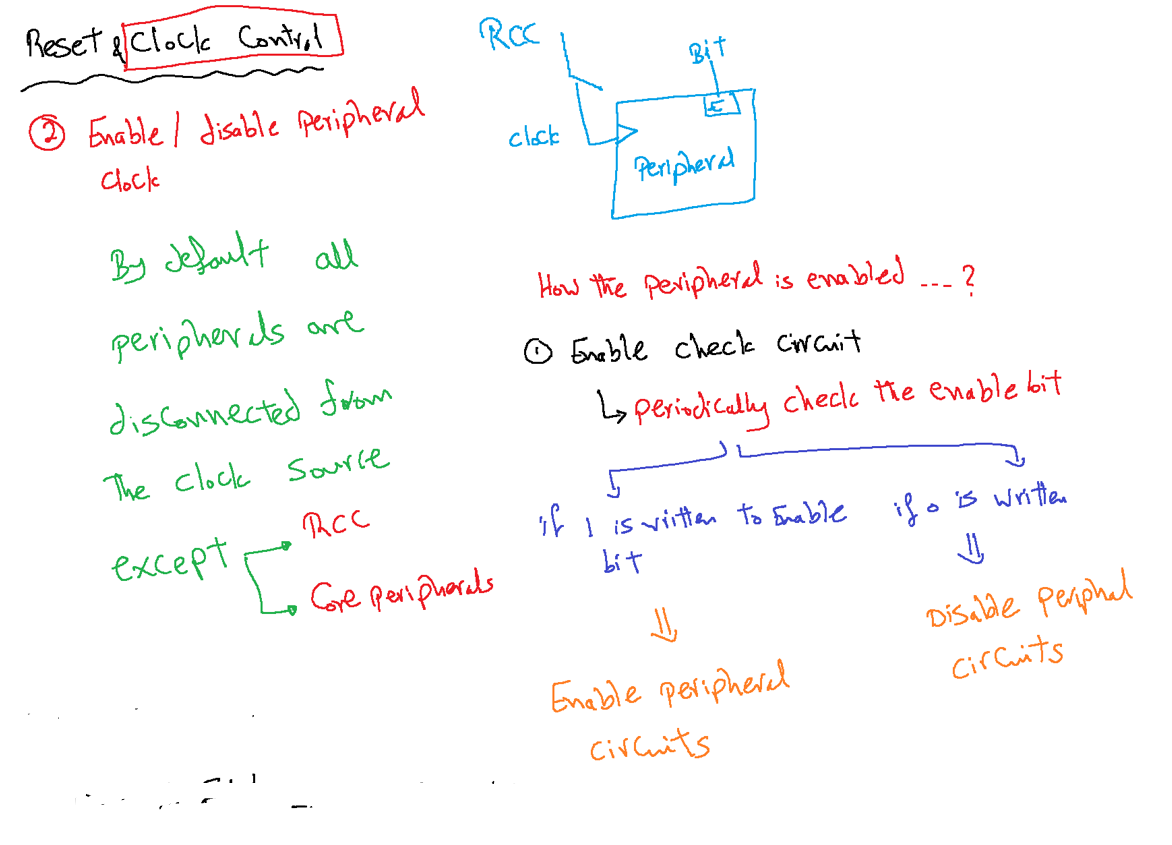 Reset & Clock Control
② Enable / disable peripheral
clock
By default all
peripherals are
disconnected from
The clock source
except
RCC
Core peripherals
RCC
Bit
E
clock
Peripheral
How the peripheral is enabled ---?
① Enable check circuit
↳ periodically check the enable bit
if 1 is written to Enable
bit
⇓
Enable peripheral
circuits
if 0 is written
⇓
Disable periphal
circuits